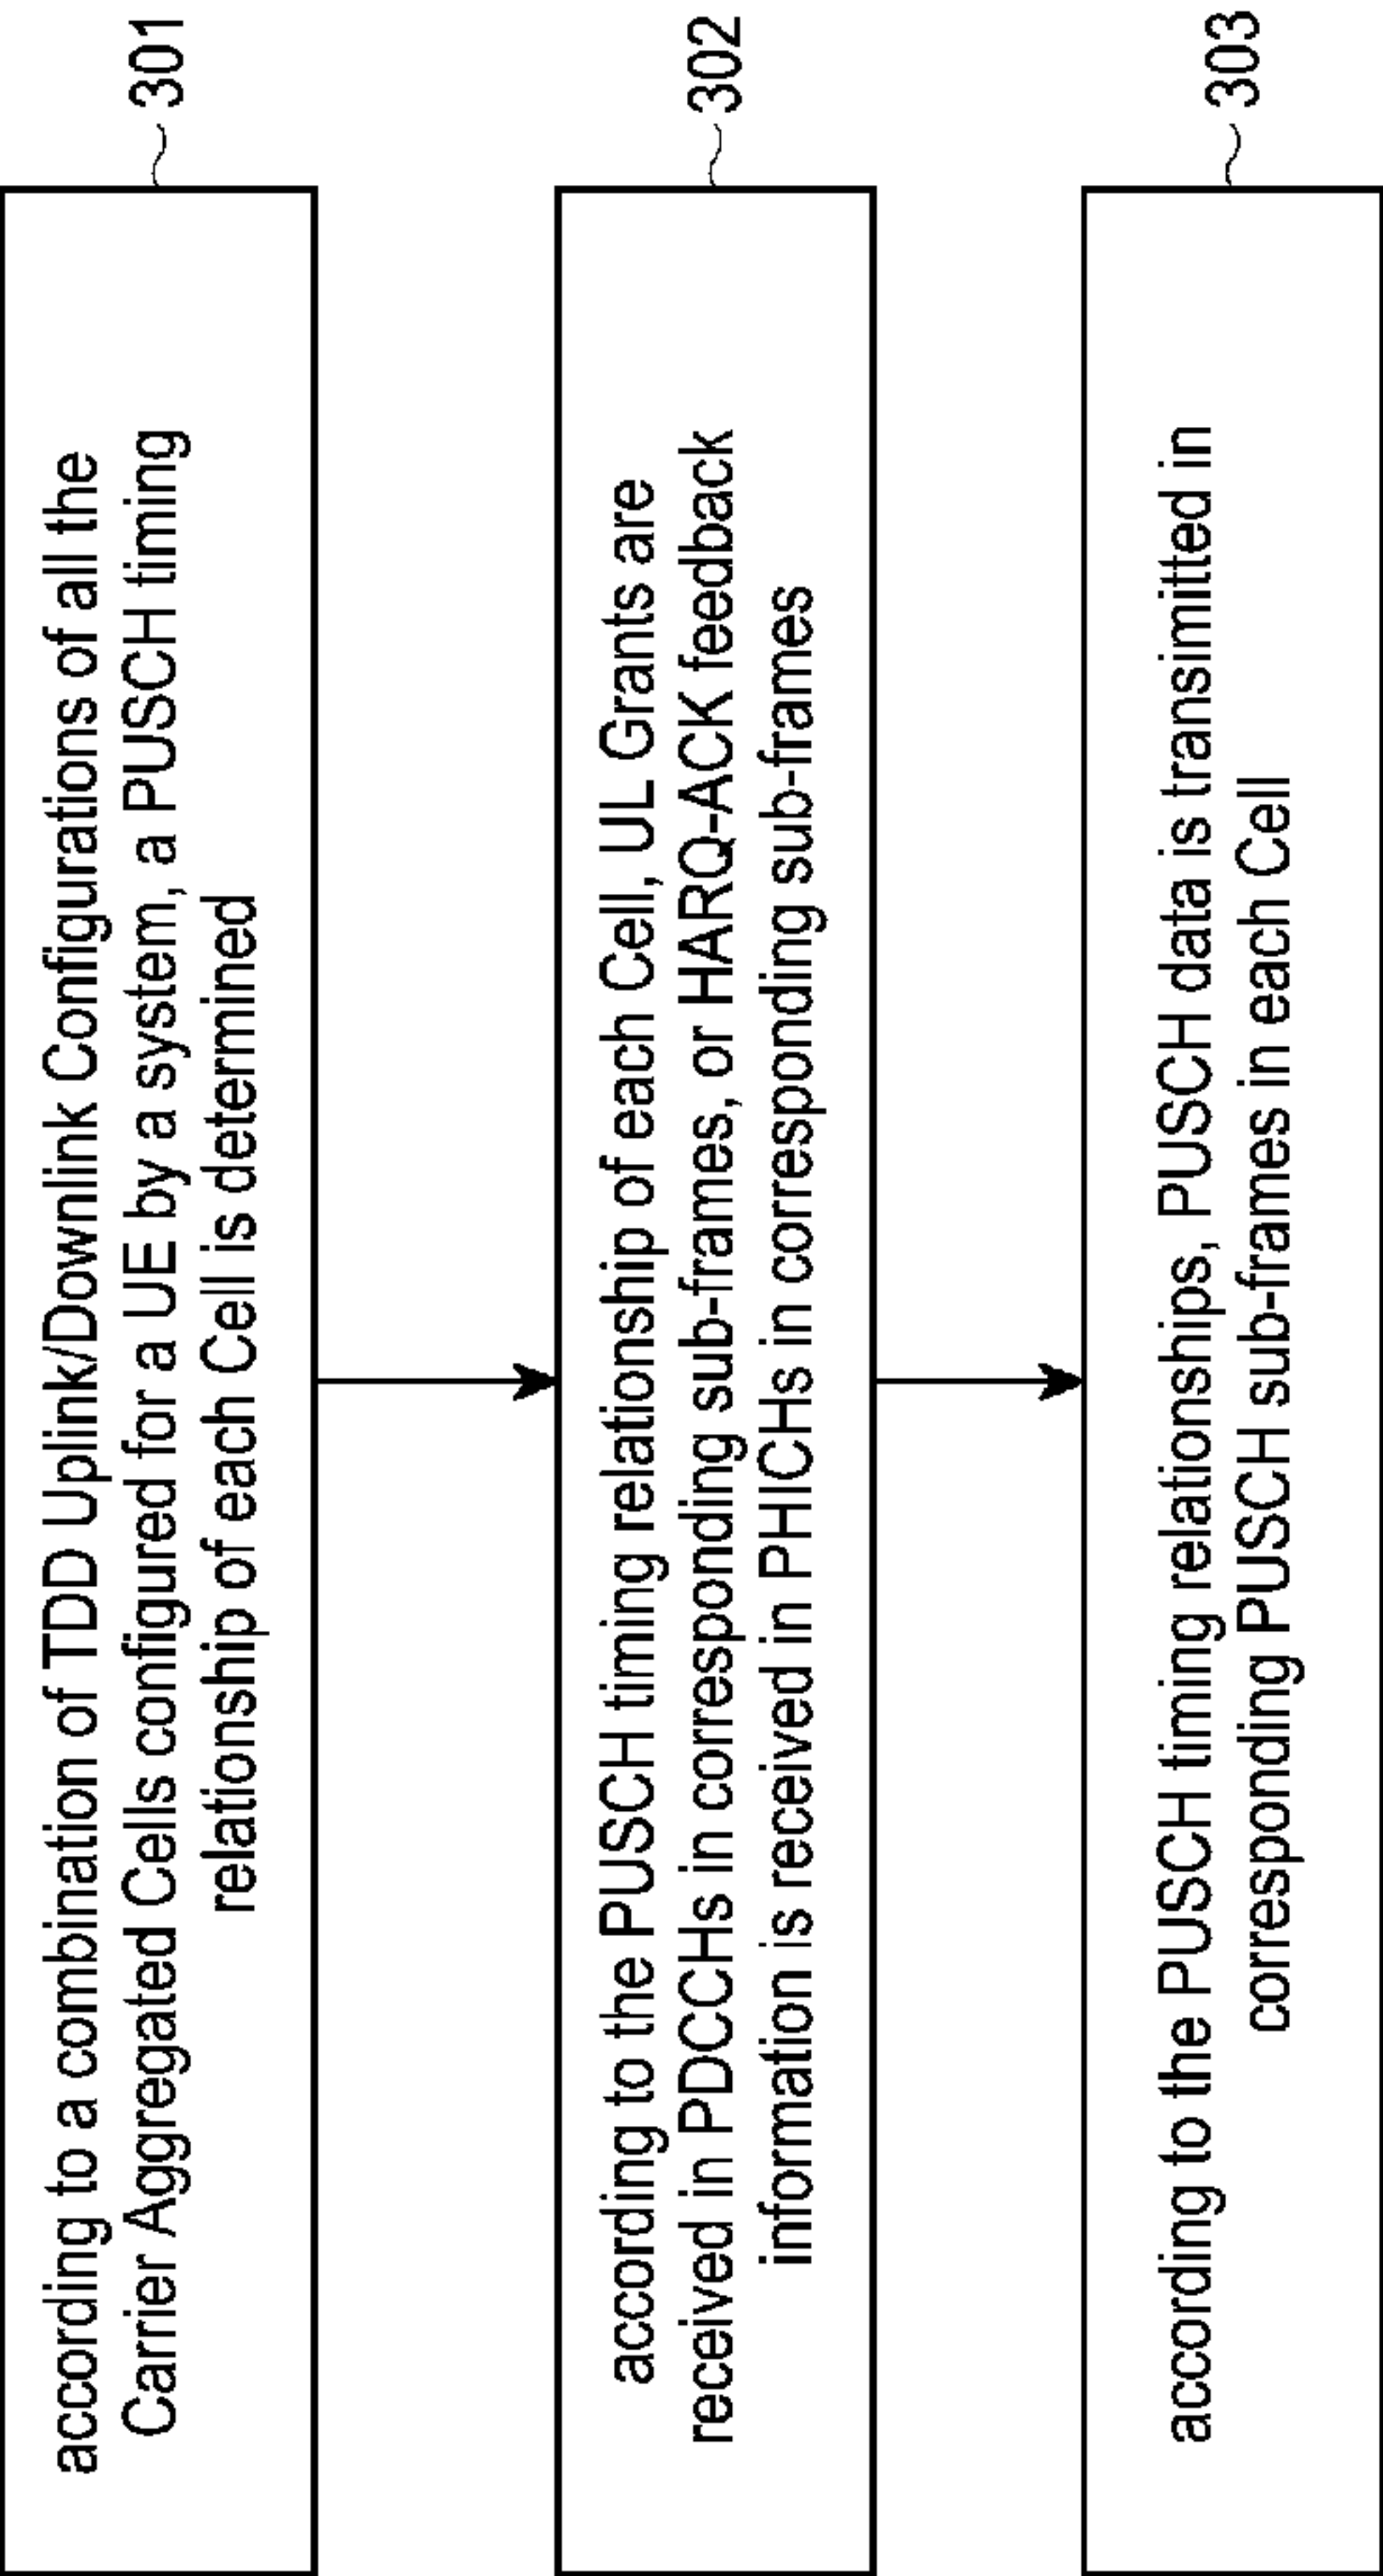 according to a combination of TDD Uplink/Downlink Configurations of all the
Carrier Aggregated Cells configured for a UE by a system, a PUSCH timing
relationship of each Cell is determined
301
according to the PUSCH timing relationship of each Cell, UL Grants are
received in PDCCHs in corresponding sub-frames, or HARQ-ACK feedback
information is received in PHICHs in corresponding sub-frames
302
according to the PUSCH timing relationships, PUSCH data is transimitted in
corresponding PUSCH sub-frames in each Cell
303